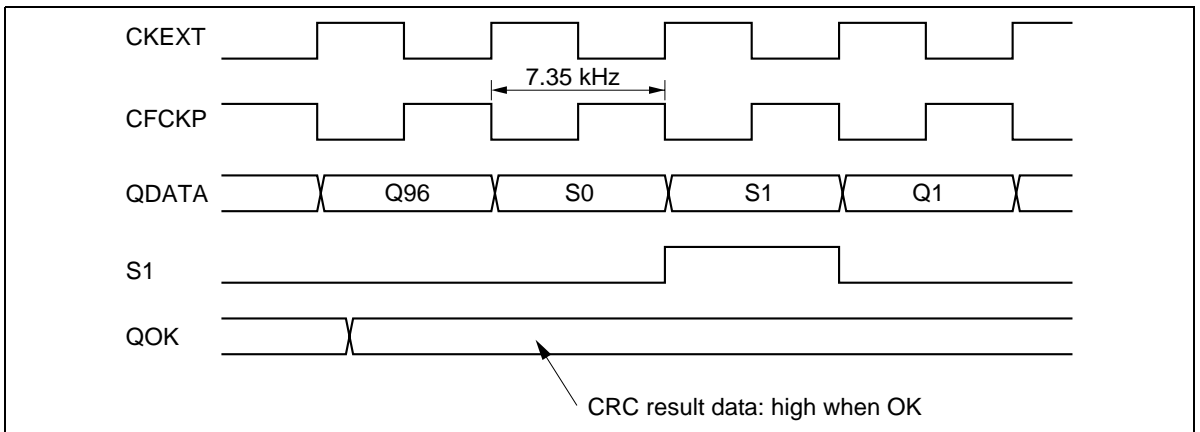 CKEXT
7.35 kHz
CFCKP
QDATA
Q96
S0
S1
Q1
S1
QOK
CRC result data: high when OK